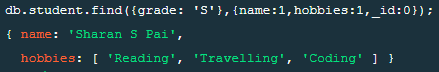 db.student.find({grade: 'S'},{name:1,hobbies:1,_id:0});
{ name: 'Sharan S Pai',
hobbies: [ 'Reading', 'Travelling', 'Coding' ] }